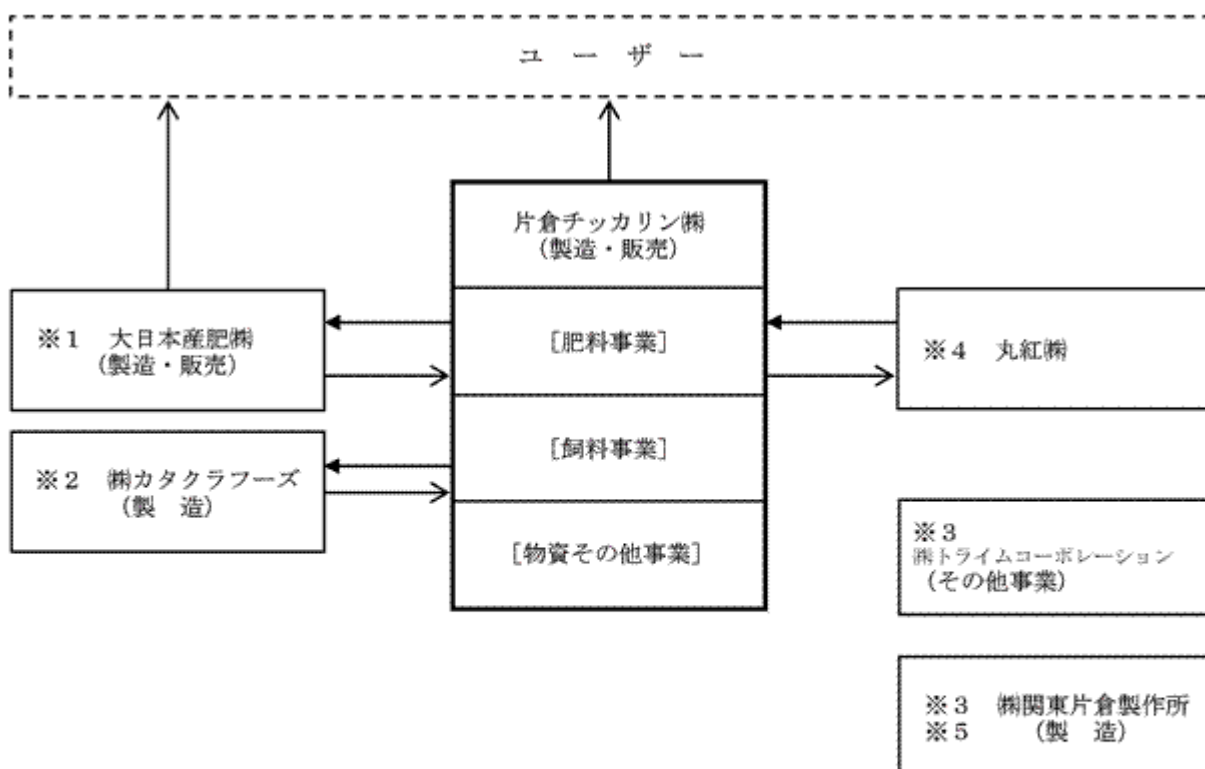 ユ ー ザ ー
片倉チッカリン㈱
(製造・販売)
[肥料事業]
[飼料事業]
[物資その他事業]
※1 大日本産肥㈱
(製造・販売)
※2 ㈱カタクラフーズ
(製 造)
※4 丸紅㈱
※3
㈱トライムコーポレーション
(その他事業)
※3 ㈱関東片倉製作所
※5 (製 造)